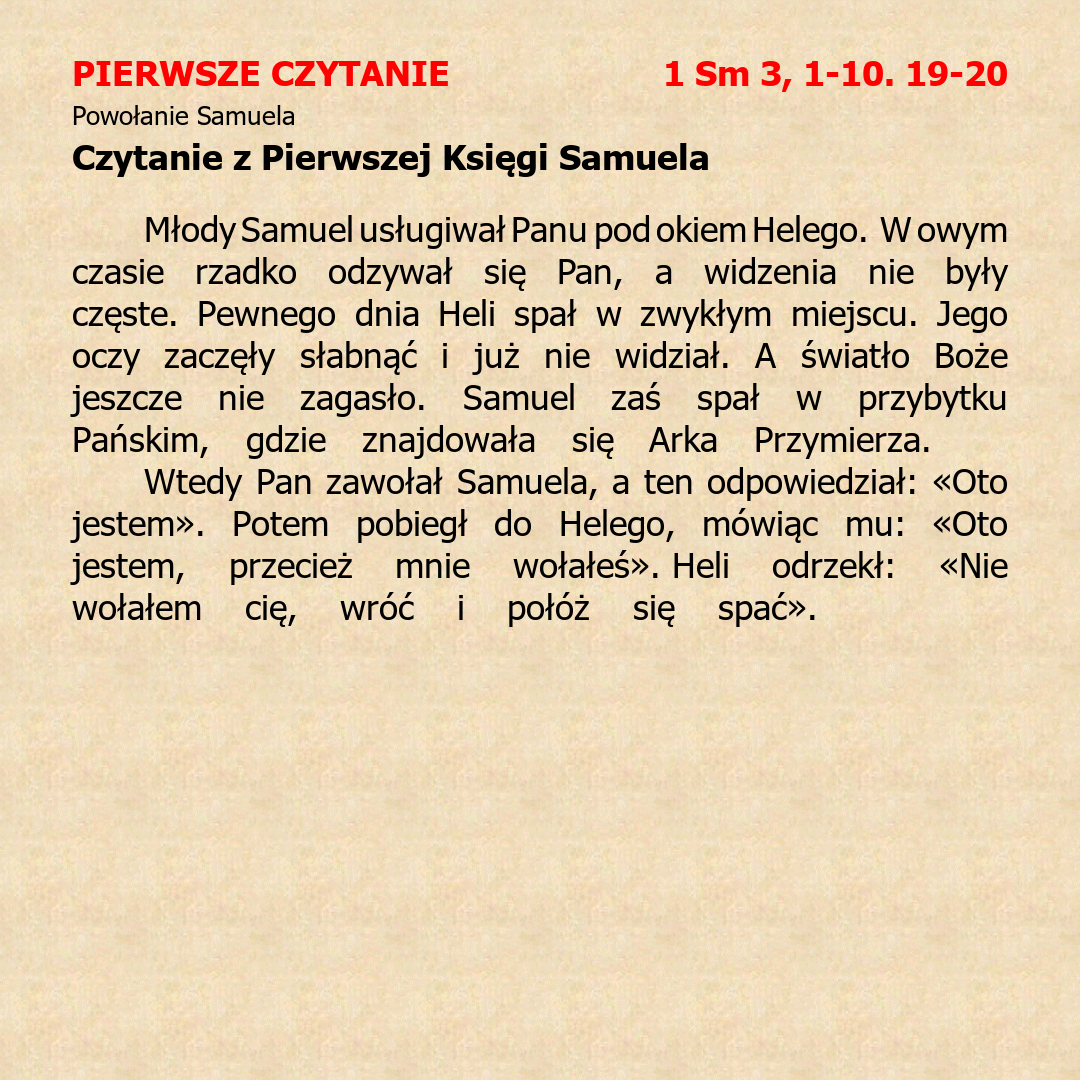 PIERWSZE CZYTANIE 1 Sm 3, 1-10. 19-20
Powołanie Samuela
Czytanie z Pierwszej Księgi Samuela
Młody Samuel usługiwał Panu pod okiem Helego. W owym
czasie rzadko odzywał się Pan, a widzenia nie były
częste. Pewnego dnia Heli spał w zwykłym miejscu. Jego
oczy zaczęły słabnąć i już nie widział. A światło Boże
jeszcze nie zagasło. Samuel zaś spał w przybytku
Pańskim, gdzie znajdowała się Arka Przymierza.
Wtedy Pan zawołał Samuela, a ten odpowiedział: «Oto
jestem». Potem pobiegł do Helego, mówiąc mu: «Oto
jestem, przecież mnie wołałeś». Heli odrzekł: «Nie
wołałem cię, wróć i połóż się spać».